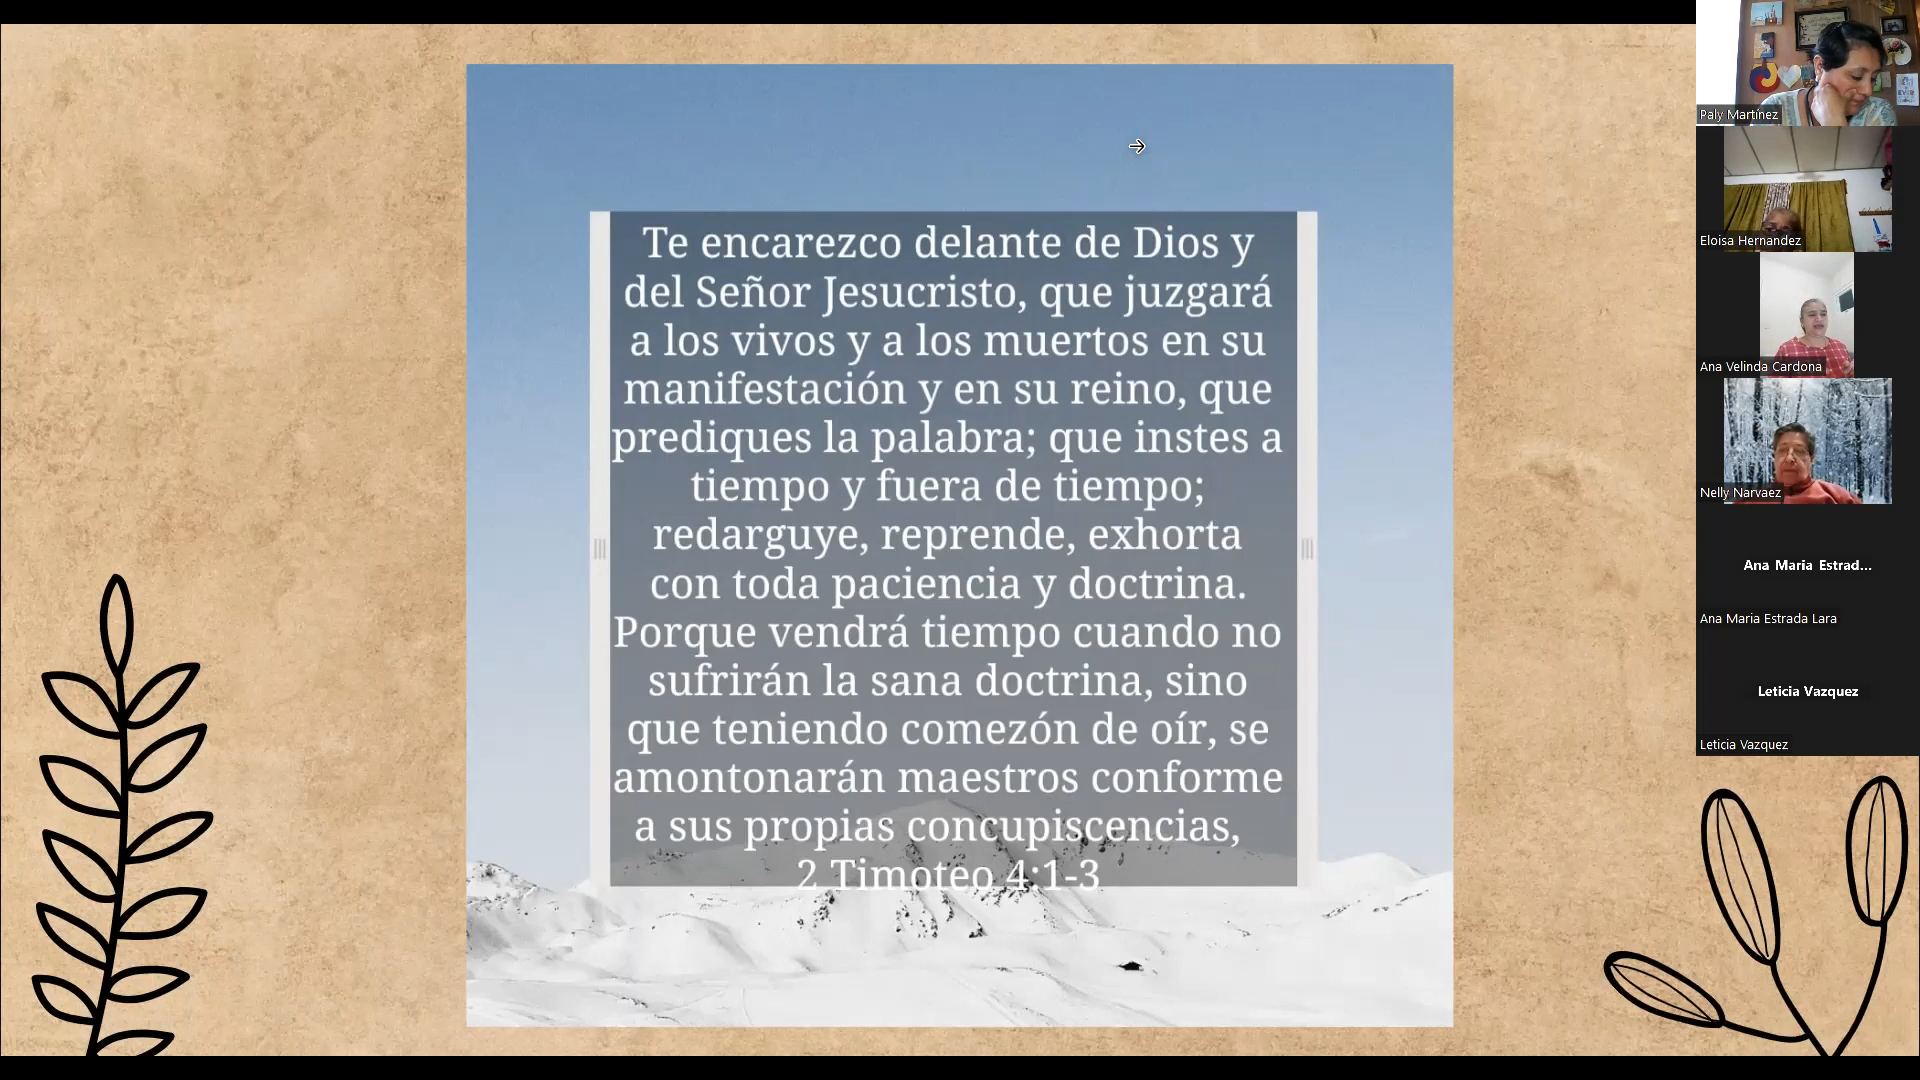 Te encarezco delante de Dios y
del Señor Jesucristo, que juzgará
a los vivos y a los muertos en su
manifestación y en su reino, que
prediques la palabra; que instes a
tiempo y fuera de tiempo;
redarguye, reprende, exhorta
con toda paciencia y doctrina.
Porque vendrá tiempo cuando no
sufrirán la sana doctrina, sino
que teniendo comezón de oír, se
amontonarán maestros conforme
a sus propias concupiscencias,
2 Timoteo 4:1-3
Paly Martínez
Eloisa Hernandez
Ana Velinda Cardona
Nelly Narvaez
Ana Maria Estrad...
Ana Maria Estrada Lara
Leticia Vazquez
Leticia Vazquez